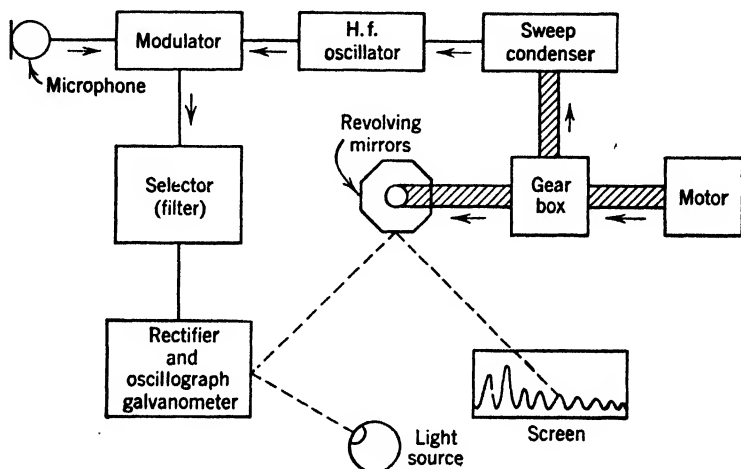 Microphone
Modulator
H.f.
oscillator
Sweep
condenser
Revolving
mirrors
Selector
(filter)
Gear
box
Motor
Rectifier
and
oscillograph
galvanometer
Light
source
Screen